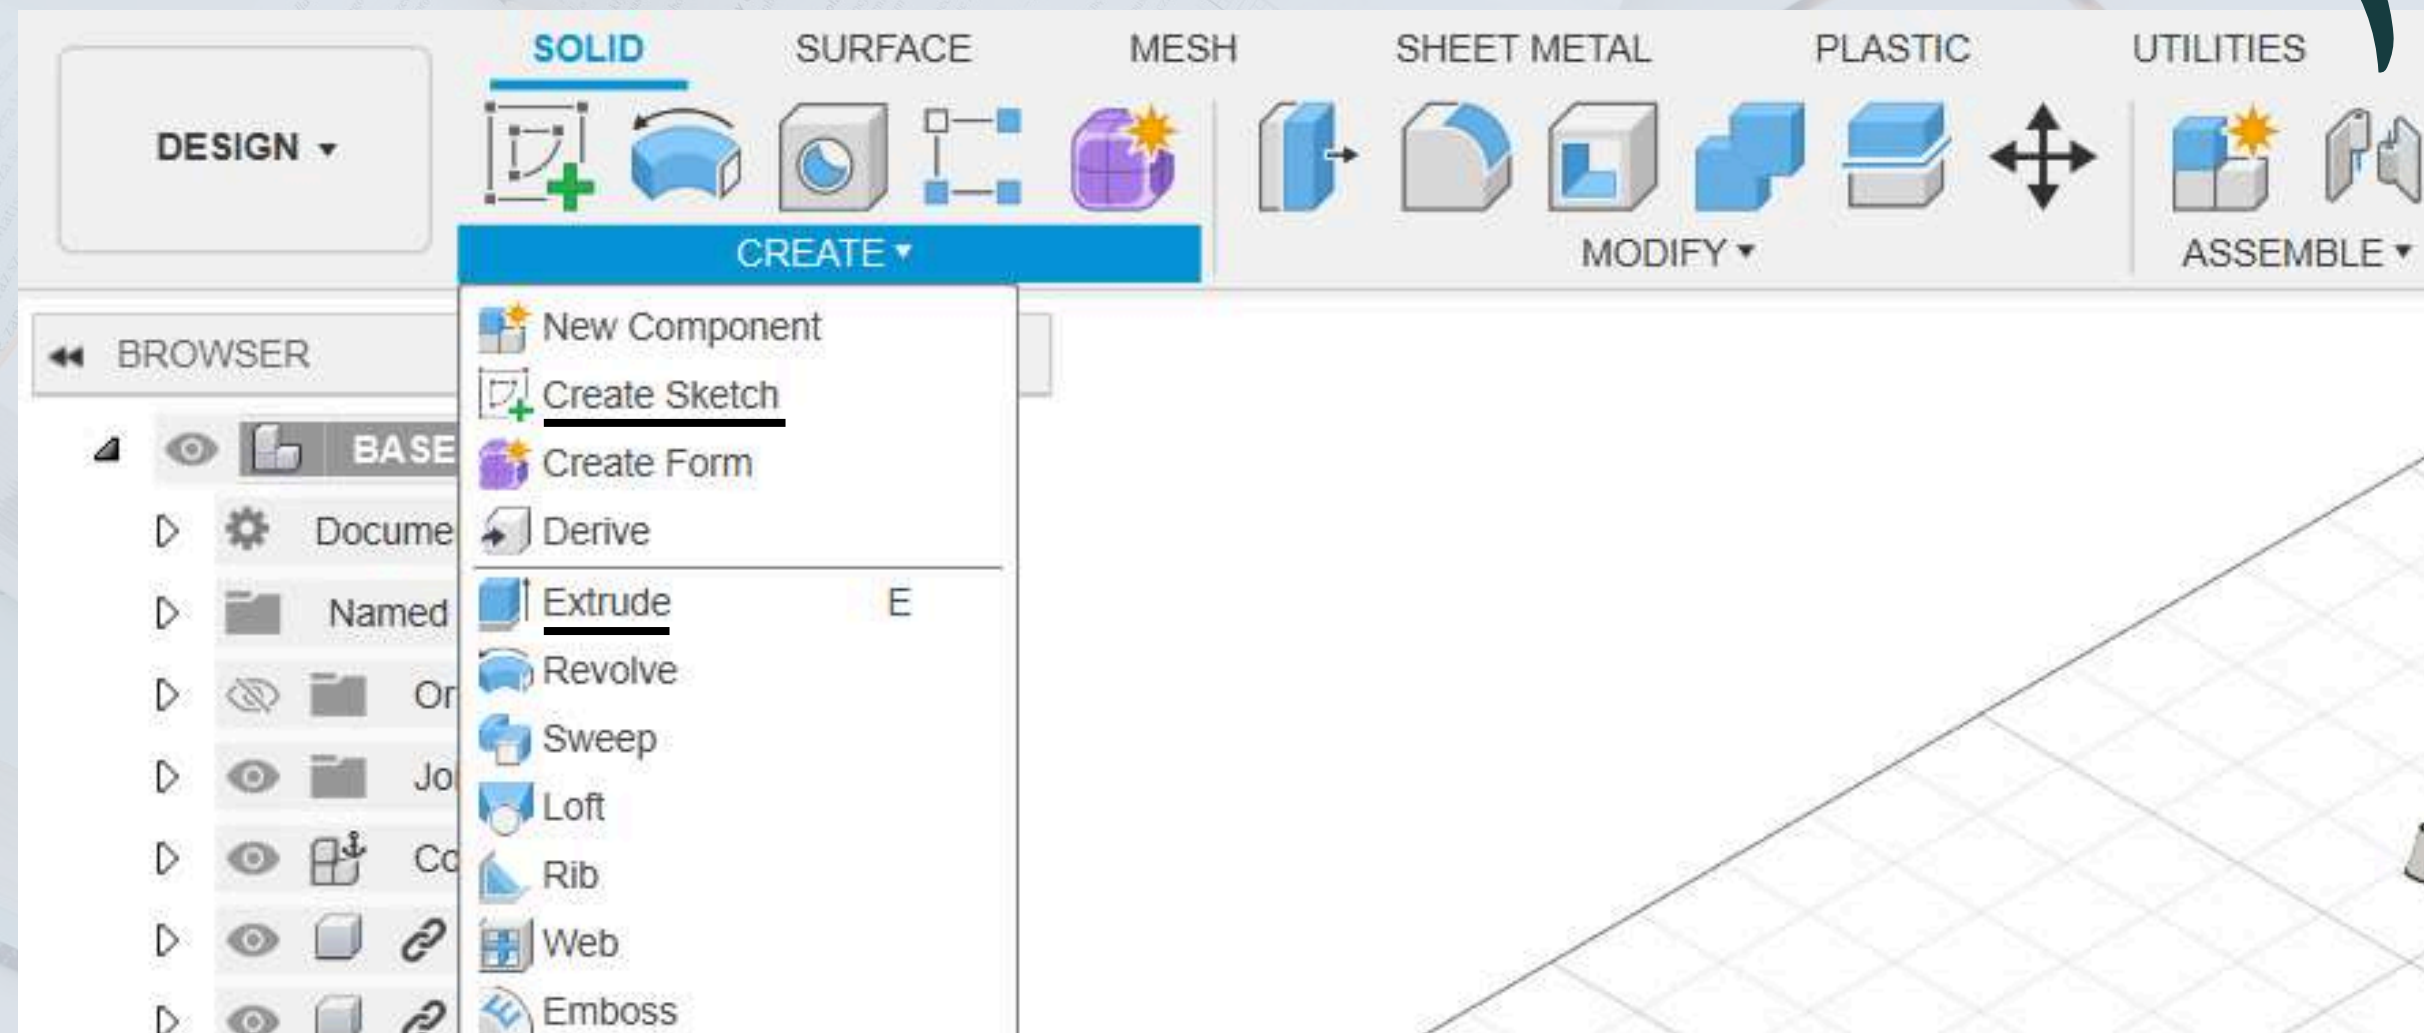 SOLID SURFACE MESH SHEET METAL PLASTIC UTILITIES
DESIGN
CREATE MODIFY ASSEMBLE
BROWSER
New Component
Create Sketch
BASE
Create Form
Docume
Derive
Named
Extrude E
Revolve
Or
Sweep
Jo
Loft
Co
Rib
Web
Emboss